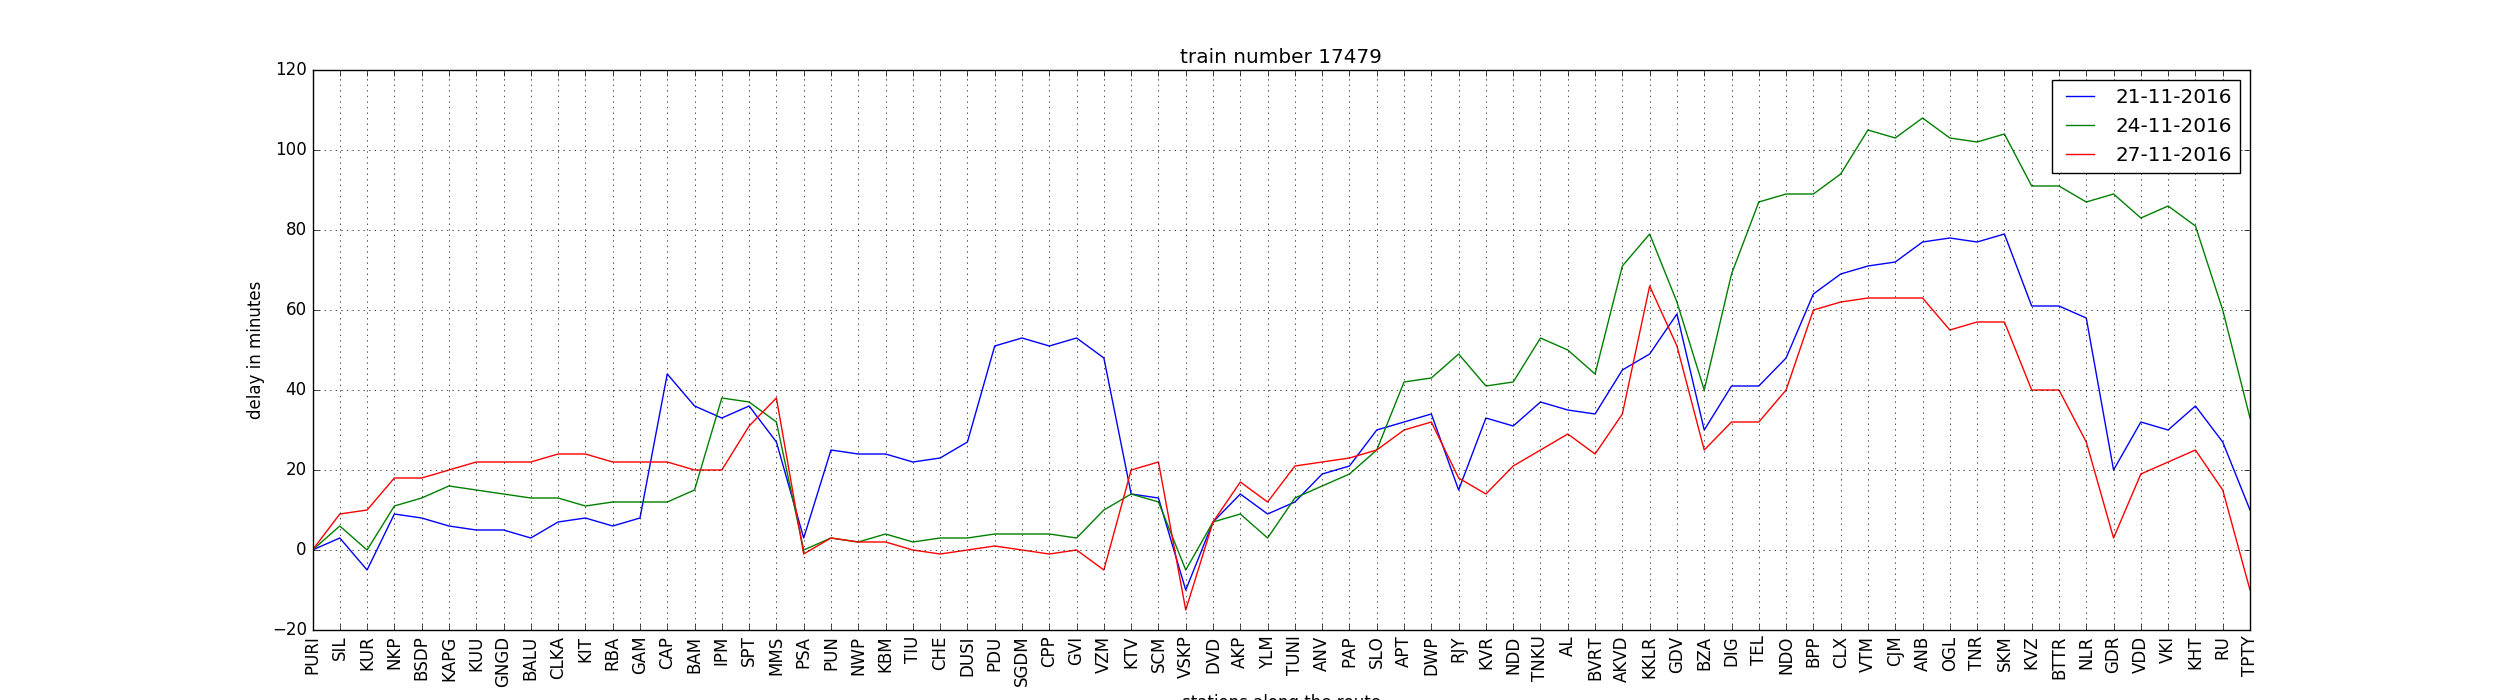 train number 17479
120
100
80
60
40
20
0
−20
delay in minutes
21-11-2016
24-11-2016
27-11-2016
PURI
SIL
KUR
NKP
BSDP
KAPG
KUU
GNGD
BALU
CLKA
KIT
RBA
GAM
CAP
BAM
IPM
SPT
MMS
PSA
PUN
NWP
KBM
TIU
CHE
DUSI
PDU
SGDM
CPP
GVI
VZM
KTV
SCM
VSKP
DVD
AKP
YLM
TUNI
ANV
PAP
SLO
APT
DWP
RJY
KVR
NDD
TNKU
AL
BVRT
AKVD
KKLR
GDV
BZA
DIG
TEL
NDO
BPP
CLX
VTM
CJM
ANB
OGL
TNR
SKM
KVZ
BTTR
NLR
GDR
VDD
VKI
KHT
RU
TPTY
stations along the route